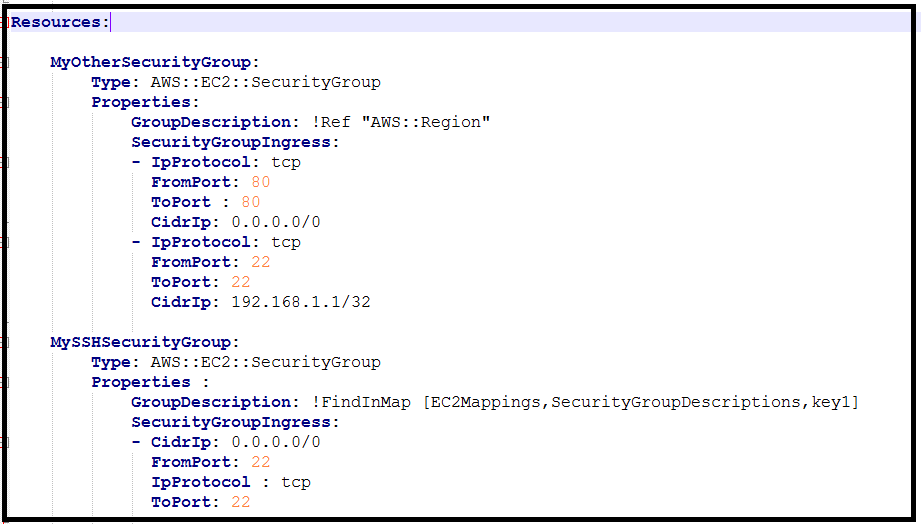 Resources:
MyOtherSecurityGroup:
Type: AWS::EC2::SecurityGroup
Properties:
GroupDescription: !Ref "AWS::Region"
SecurityGroupIngress:
- IpProtocol: tcp
FromPort: 80
ToPort : 80
CidrIp: 0.0.0.0/0
- IpProtocol: tcp
FromPort: 22
ToPort: 22
CidrIp: 192.168.1.1/32
MySSHSecurityGroup:
Type: AWS::EC2::SecurityGroup
Properties :
GroupDescription: !FindInMap [EC2Mappings,SecurityGroupDescriptions,key1]
SecurityGroupIngress:
- CidrIp: 0.0.0.0/0
FromPort: 22
IpProtocol : tcp
ToPort: 22